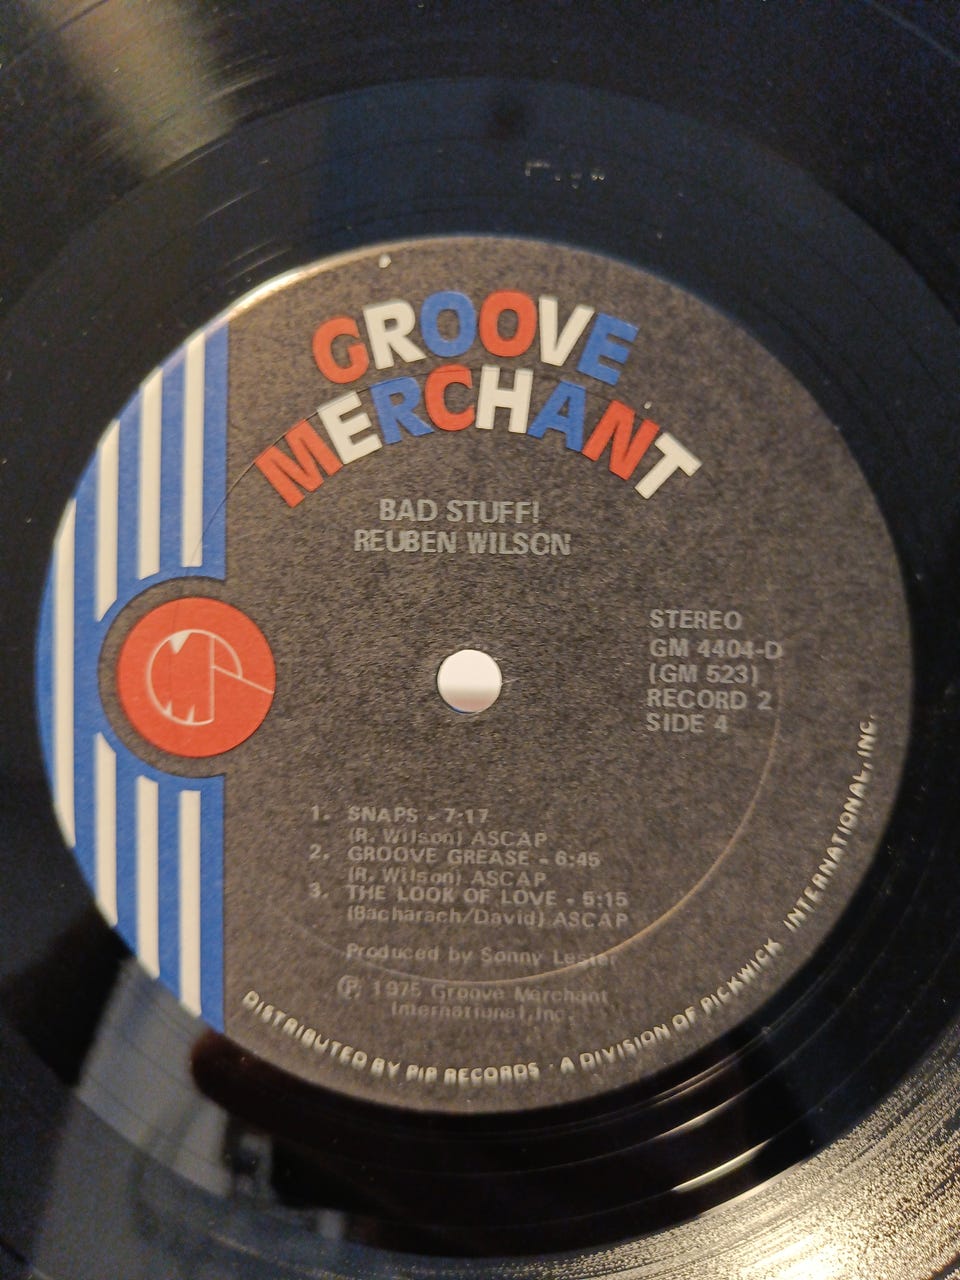 GROOVE
MERCHANT
BAD STUFF!
REUBEN WILSON
STEREO
GM 4404-D
(GM 523)
RECORD 2
SIDE 4
1. SNAPS - 7:17
(R. Wilson) ASCAP
2. GROOVE GREASE - 6:45
(R. Wilson) ASCAP
3. THE LOOK OF LOVE - 5:15
(Bacharach/David) ASCAP
Produced by Sonny Lester
Ⓟ 1975 Groove Merchant
International, Inc.
DISTRIBUTED BY PIP RECORDS · A DIVISION OF PICKWICK INTERNATIONAL, INC.